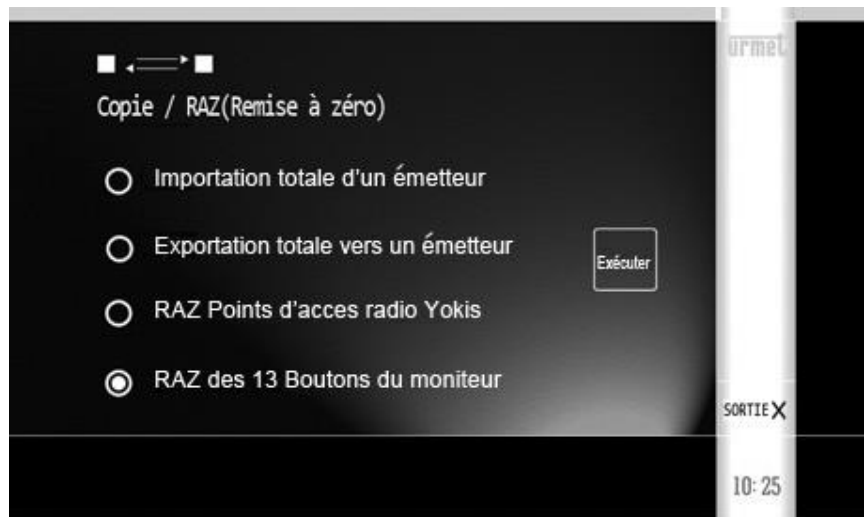 urmet
Copie / RAZ(Remise à zéro)
Importation totale d'un émetteur
Exportation totale vers un émetteur
Exécuter
RAZ Points d'acces radio Yokis
RAZ des 13 Boutons du moniteur
SORTIE X
10:25